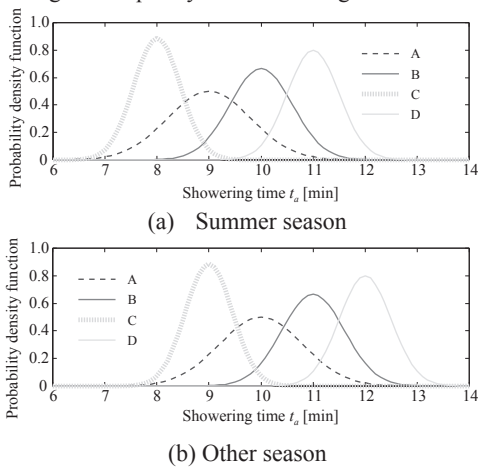 Probability density function
1.0
0.8
0.6
0.4
0.2
0
A
B
C
D
6 7 8 9 10 11 12 13 14
Showering time ta [min]
(a) Summer season
Probability density function
1.0
0.8
0.6
0.4
0.2
0
A
B
C
D
6 7 8 9 10 11 12 13 14
Showering time ta [min]
(b) Other season